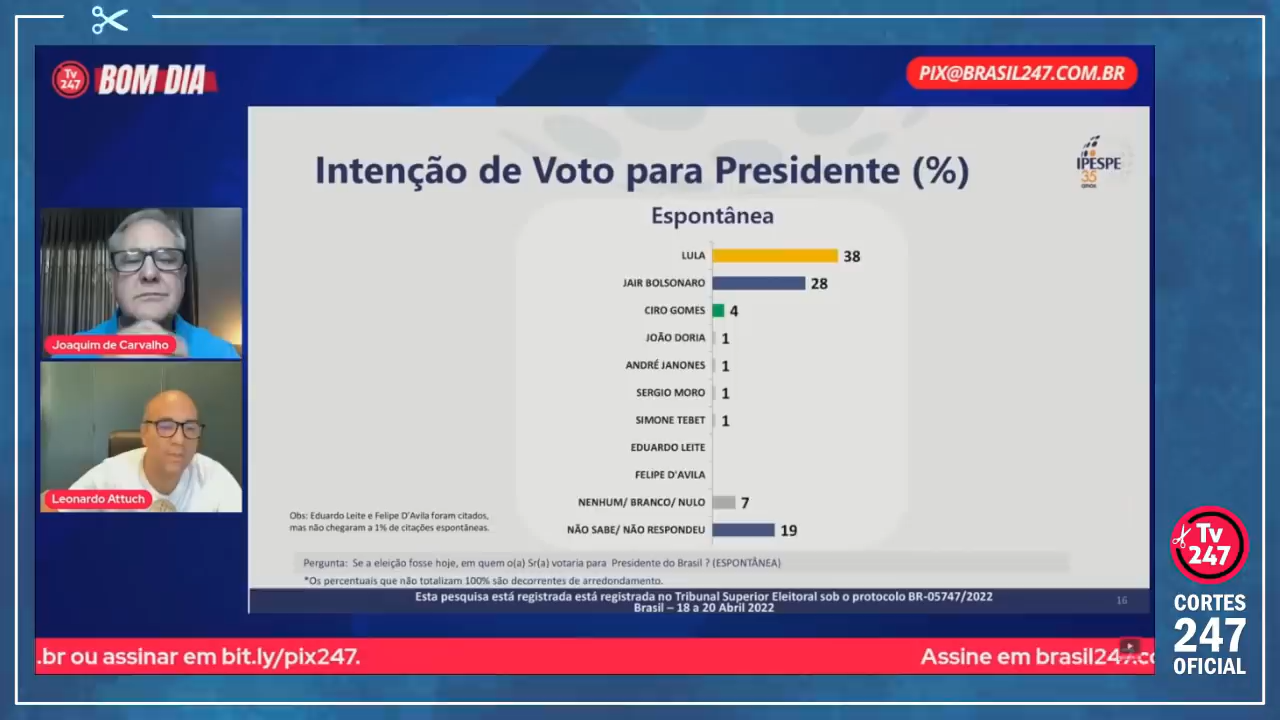 Tv 247 BOM DIA
PIX@BRASIL247.COM.BR
Intenção de Voto para Presidente (%)
IPESPE
35
anos
Espontânea
LULA 38
JAIR BOLSONARO 28
CIRO GOMES 4
JOÃO DORIA 1
ANDRÉ JANONES 1
SERGIO MORO 1
SIMONE TEBET 1
EDUARDO LEITE
FELIPE D'AVILA
NENHUM/ BRANCO/ NULO 7
NÃO SABE/ NÃO RESPONDEU 19
Joaquim de Carvalho
Leonardo Attuch
Obs: Eduardo Leite e Felipe D'Avila foram citados,
mas não chegaram a 1% de citações espontâneas.
Pergunta: Se a eleição fosse hoje, em quem o(a) Sr(a) votaria para Presidente do Brasil ? (ESPONTÂNEA)
*Os percentuais que não totalizam 100% são decorrentes de arredondamento.
Esta pesquisa está registrada está registrada no Tribunal Superior Eleitoral sob o protocolo BR-05747/2022
Brasil – 18 a 20 Abril 2022
16
.br ou assinar em bit.ly/pix247.
Assine em brasil247.co
Tv
247
CORTES
247
OFICIAL